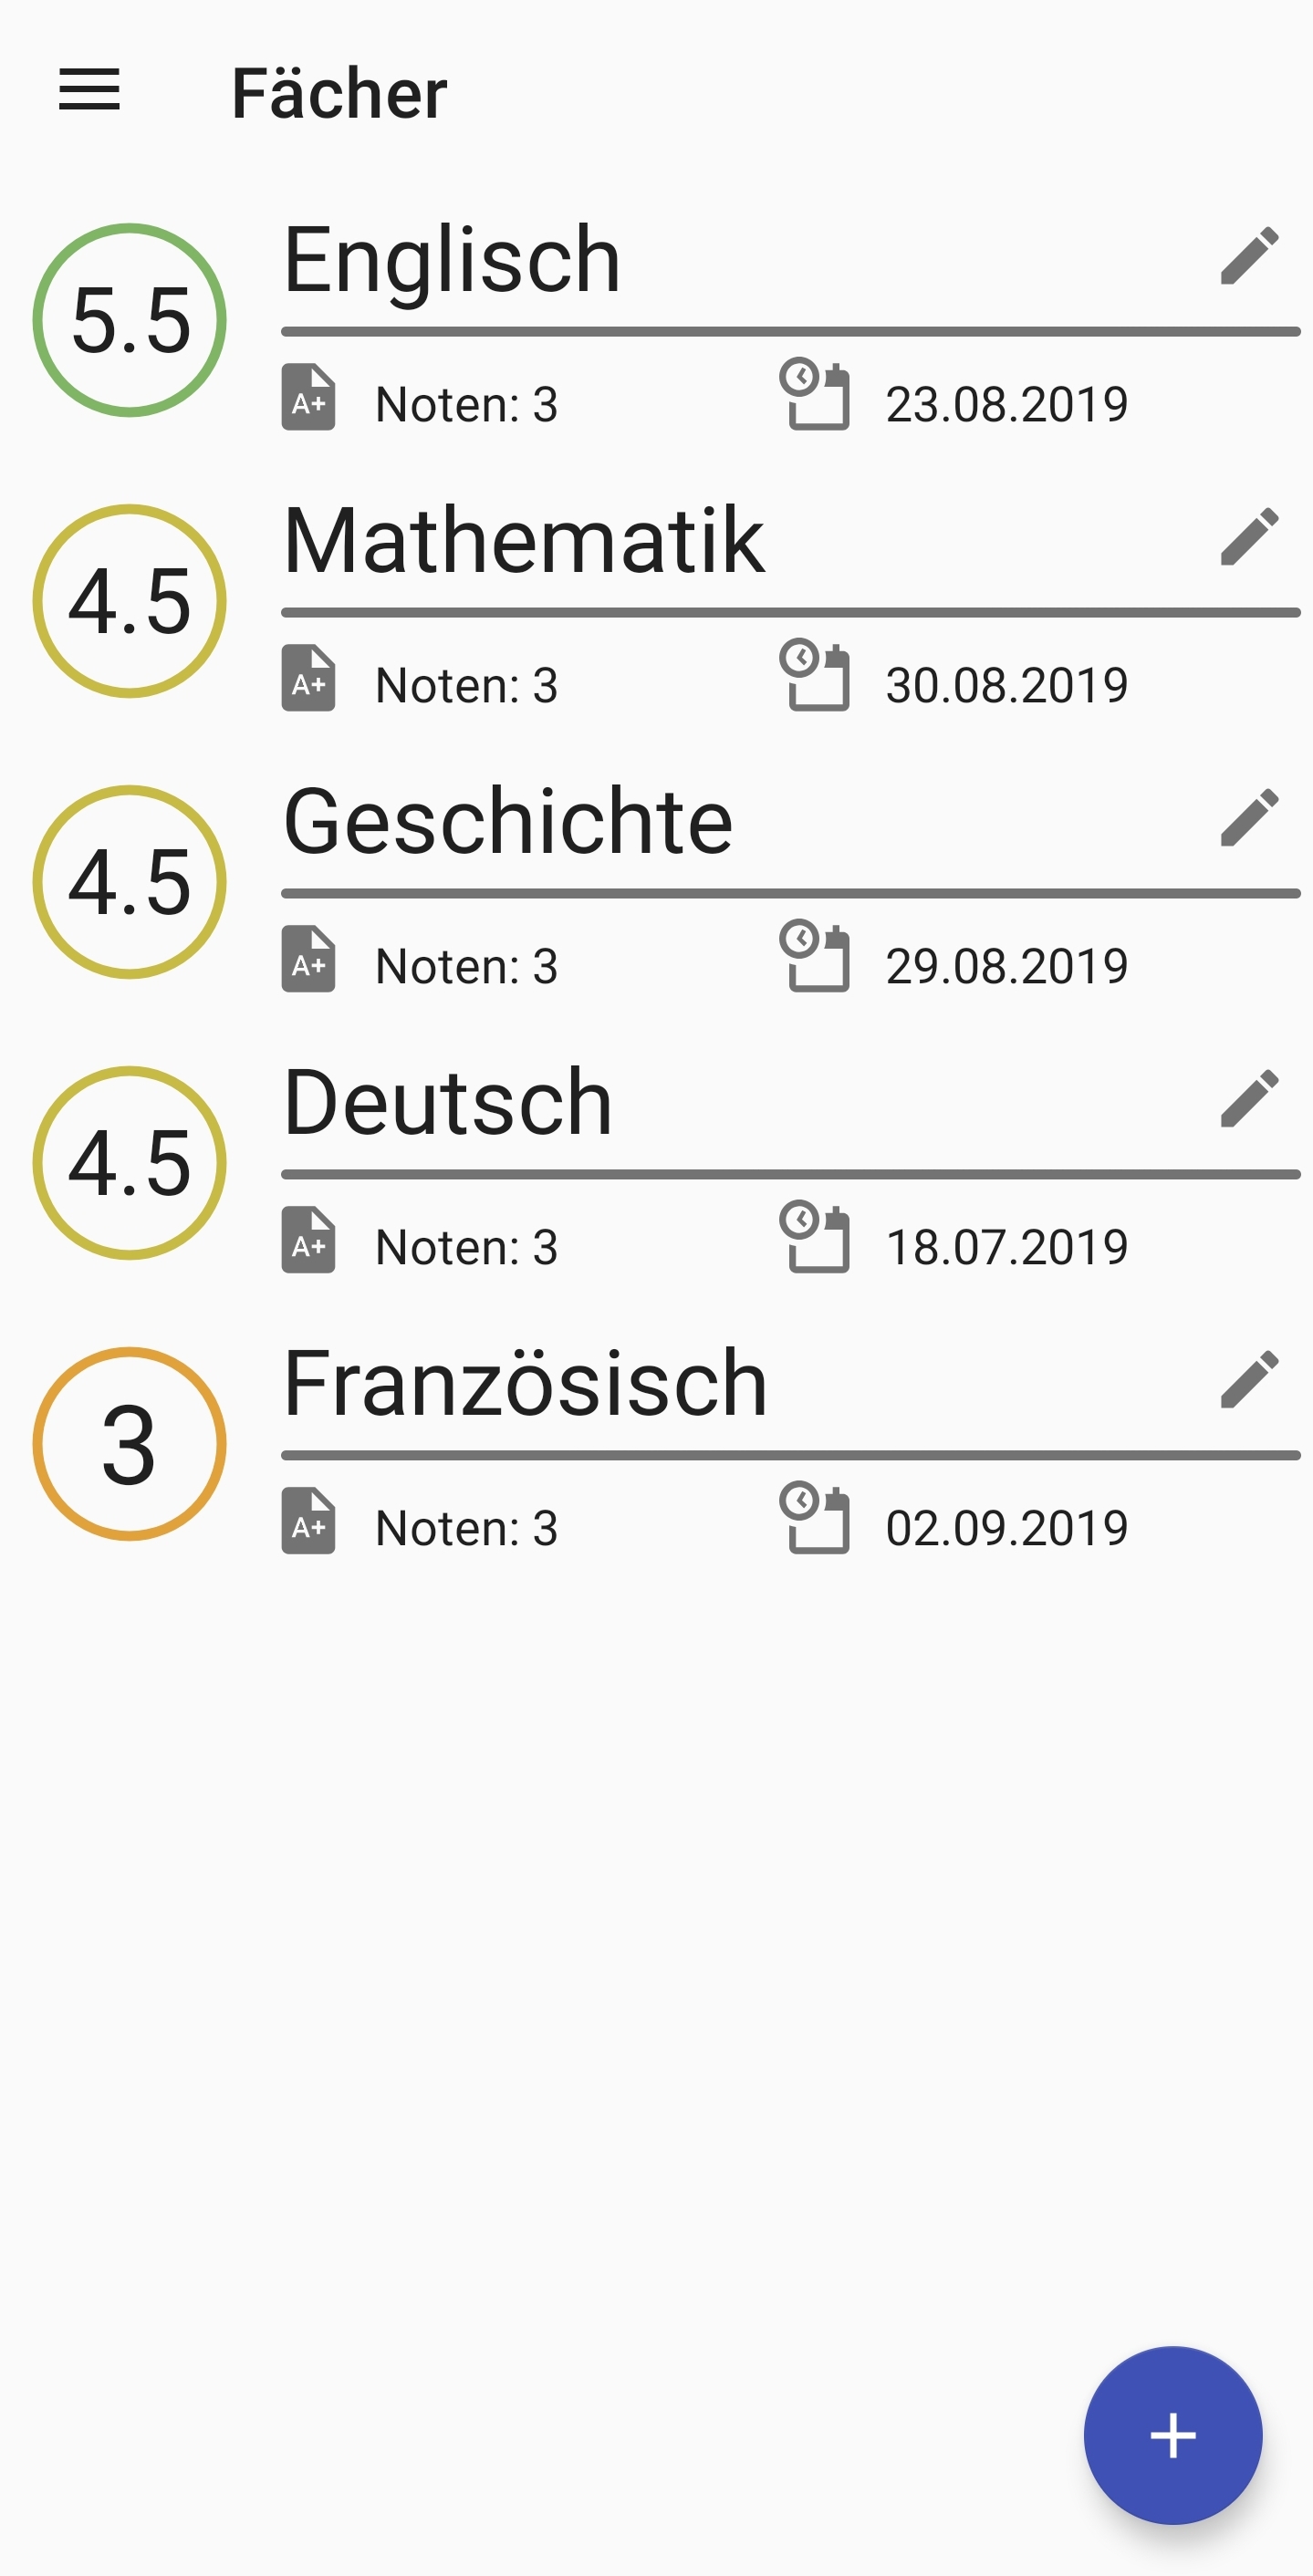 Fächer
5.5
Englisch
A+ Noten: 3 23.08.2019
4.5
Mathematik
A+ Noten: 3 30.08.2019
4.5
Geschichte
A+ Noten: 3 29.08.2019
4.5
Deutsch
A+ Noten: 3 18.07.2019
3
Französisch
A+ Noten: 3 02.09.2019
+